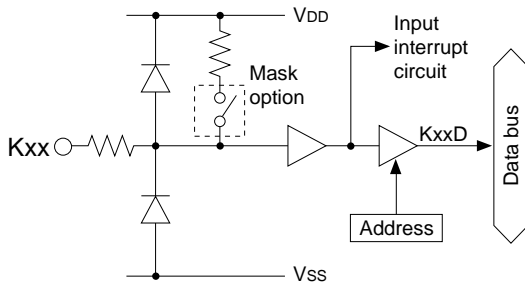 VDD
Input
interrupt
circuit
Mask
option
Kxx
KxxD
Data bus
Address
VSS